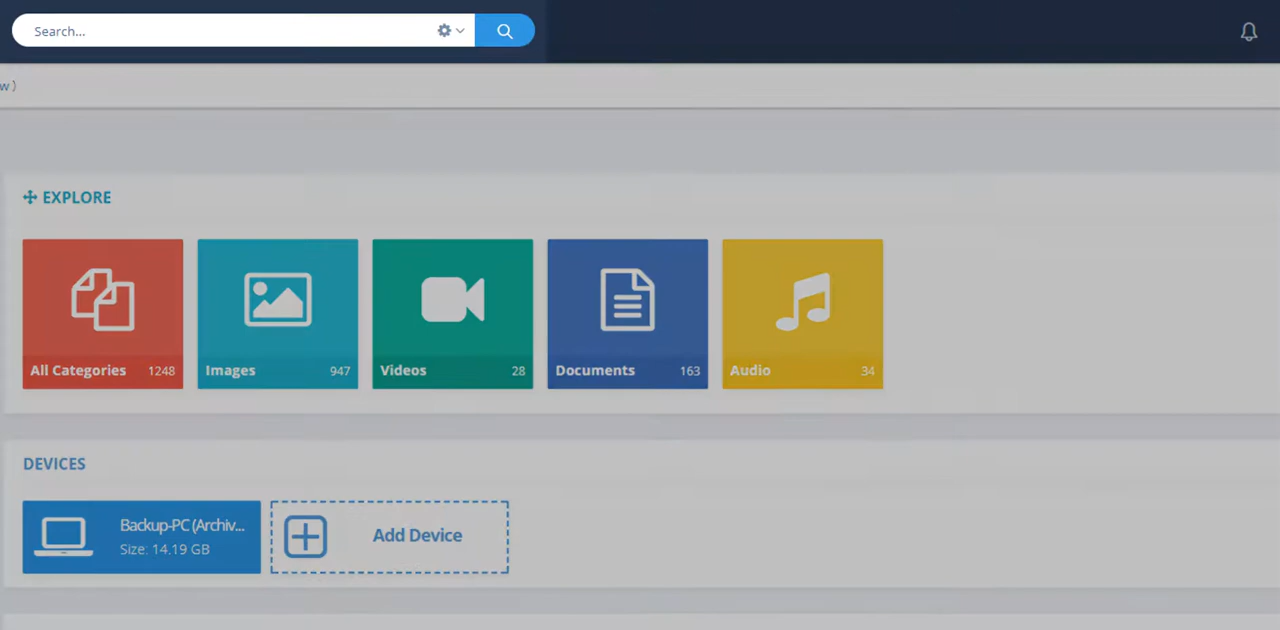 Search...
w )
EXPLORE
All Categories 1248
Images 947
Videos 28
Documents 163
Audio 34
DEVICES
Backup-PC (Archiv...
Size: 14.19 GB
Add Device